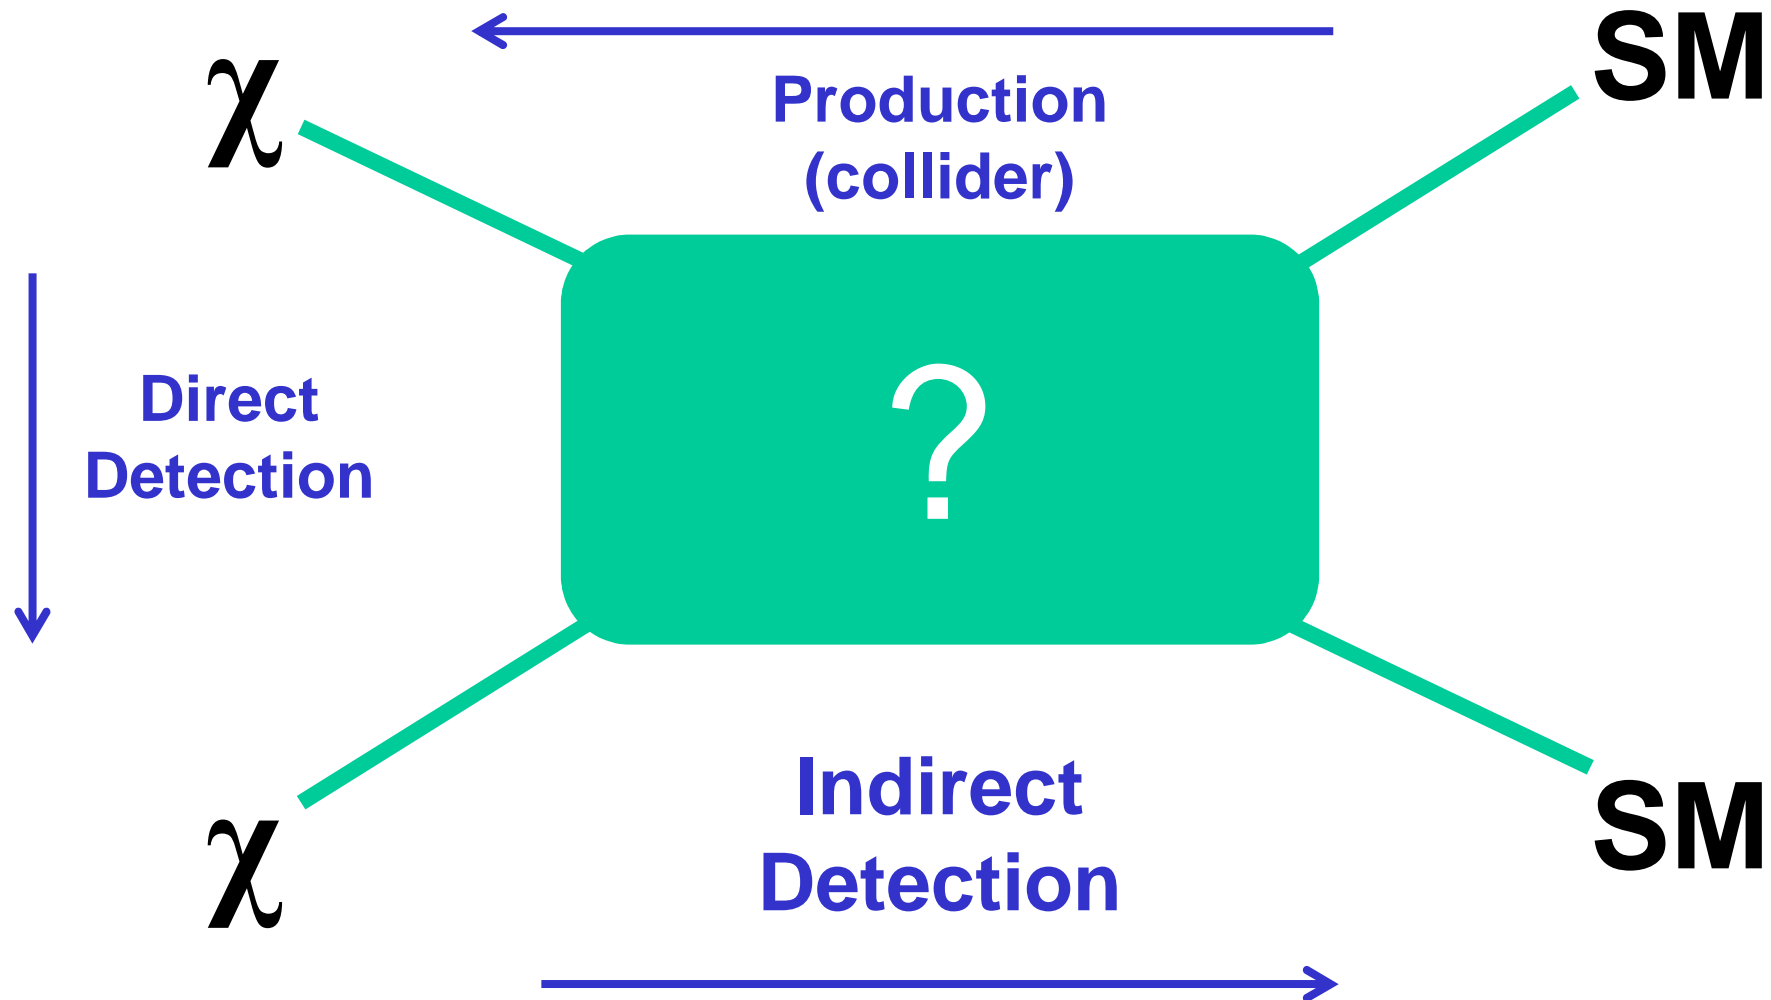 χ
SM
Production
(collider)
Direct
Detection
?
Indirect
Detection
χ
SM